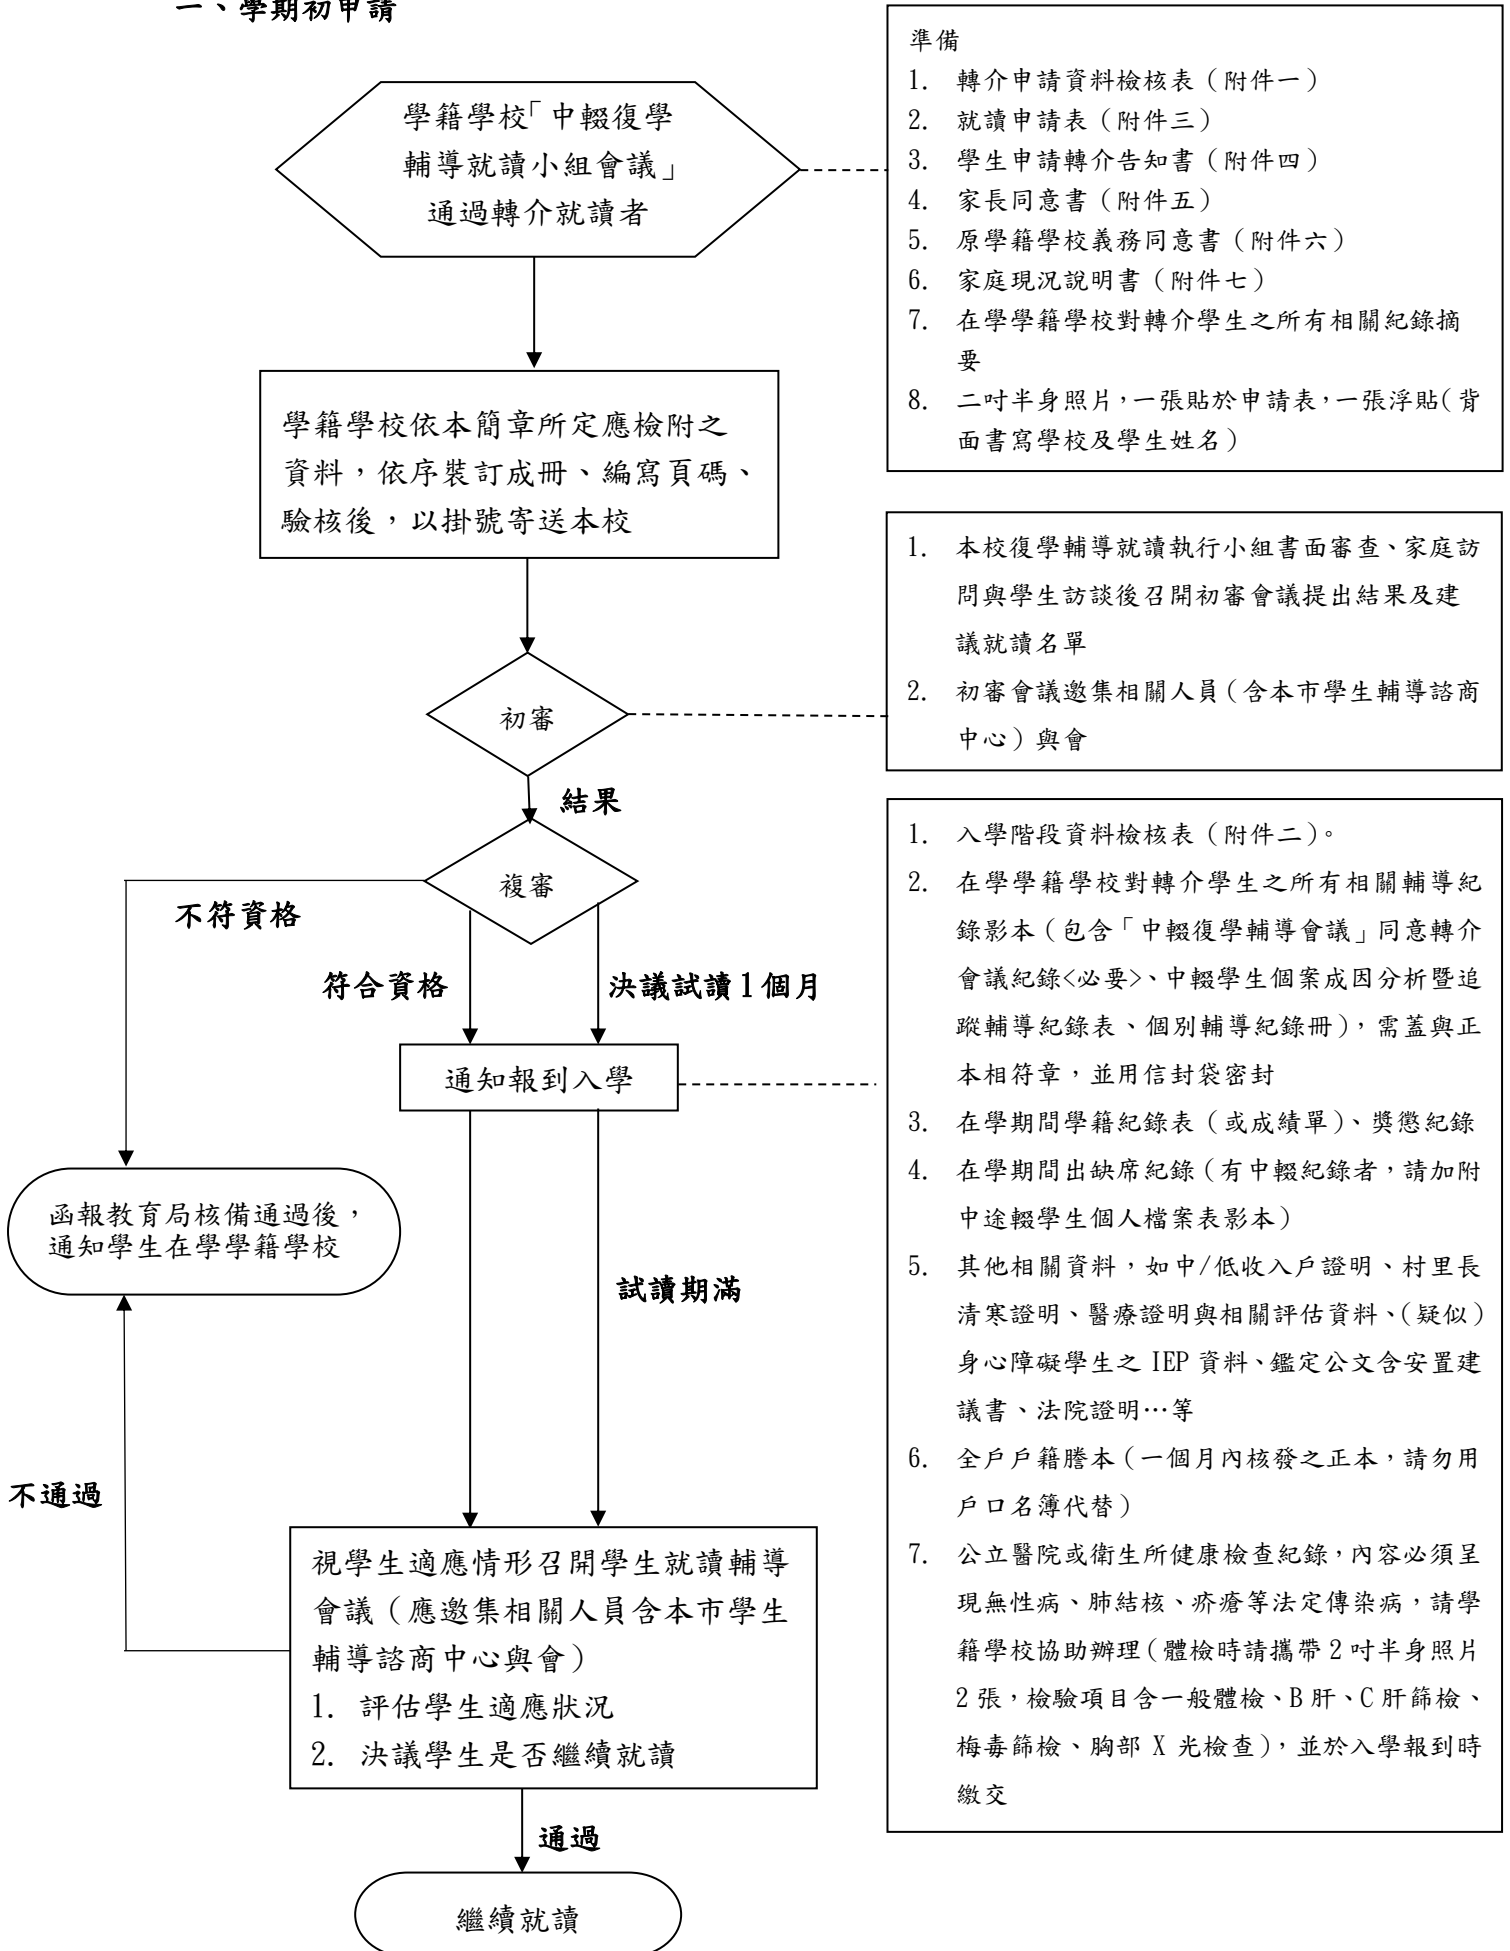 一、學期初申請
準備
1. 轉介申請資料檢核表（附件一）
2. 就讀申請表（附件三）
3. 學生申請轉介告知書（附件四）
4. 家長同意書（附件五）
5. 原學籍學校義務同意書（附件六）
6. 家庭現況說明書（附件七）
7. 在學學籍學校對轉介學生之所有相關紀錄摘
要
8. 二吋半身照片，一張貼於申請表，一張浮貼（背
面書寫學校及學生姓名）
學籍學校「中輟復學
輔導就讀小組會議」
通過轉介就讀者
學籍學校依本簡章所定應檢附之
資料，依序裝訂成冊、編寫頁碼、
驗核後，以掛號寄送本校
1. 本校復學輔導就讀執行小組書面審查、家庭訪
問與學生訪談後召開初審會議提出結果及建
議就讀名單
2. 初審會議邀集相關人員（含本市學生輔導諮商
中心）與會
初審
結果
複審
不符資格
符合資格
決議試讀1個月
通知報到入學
1. 入學階段資料檢核表（附件二）。
2. 在學學籍學校對轉介學生之所有相關輔導紀
錄影本（包含「中輟復學輔導會議」同意轉介
會議紀錄<必要>、中輟學生個案成因分析暨追
蹤輔導紀錄表、個別輔導紀錄冊），需蓋與正
本相符章，並用信封袋密封
3. 在學期間學籍紀錄表（或成績單）、獎懲紀錄
4. 在學期間出缺席紀錄（有中輟紀錄者，請加附
中途輟學生個人檔案表影本）
5. 其他相關資料，如中/低收入戶證明、村里長
清寒證明、醫療證明與相關評估資料、（疑似）
身心障礙學生之 IEP 資料、鑑定公文含安置建
議書、法院證明…等
6. 全戶戶籍謄本（一個月內核發之正本，請勿用
戶口名簿代替）
7. 公立醫院或衛生所健康檢查紀錄，內容必須呈
現無性病、肺結核、疥瘡等法定傳染病，請學
籍學校協助辦理（體檢時請攜帶 2 吋半身照片
2 張，檢驗項目含一般體檢、B 肝、C 肝篩檢、
梅毒篩檢、胸部 X 光檢查），並於入學報到時
繳交
函報教育局核備通過後，
通知學生在學學籍學校
試讀期滿
不通過
視學生適應情形召開學生就讀輔導
會議（應邀集相關人員含本市學生
輔導諮商中心與會）
1. 評估學生適應狀況
2. 決議學生是否繼續就讀
通過
繼續就讀